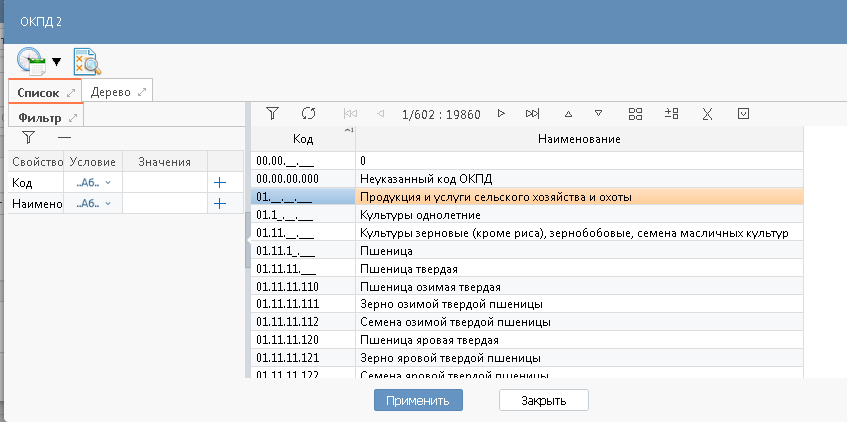 ОКПД 2
Список
Дерево
Фильтр
1/602 : 19860
Свойство Условие Значения
Код ..Аб..
Наимено ..Аб..
Код Наименование
00.00.__.___ 0
00.00.00.000 Неуказанный код ОКПД
01.__.__.___ Продукция и услуги сельского хозяйства и охоты
01.1_.__.___ Культуры однолетние
01.11.__.___ Культуры зерновые (кроме риса), зернобобовые, семена масличных культур
01.11.1_.___ Пшеница
01.11.11.___ Пшеница твердая
01.11.11.110 Пшеница озимая твердая
01.11.11.111 Зерно озимой твердой пшеницы
01.11.11.112 Семена озимой твердой пшеницы
01.11.11.120 Пшеница яровая твердая
01.11.11.121 Зерно яровой твердой пшеницы
01.11.11.122 Семена яровой твердой пшеницы
Применить Закрыть